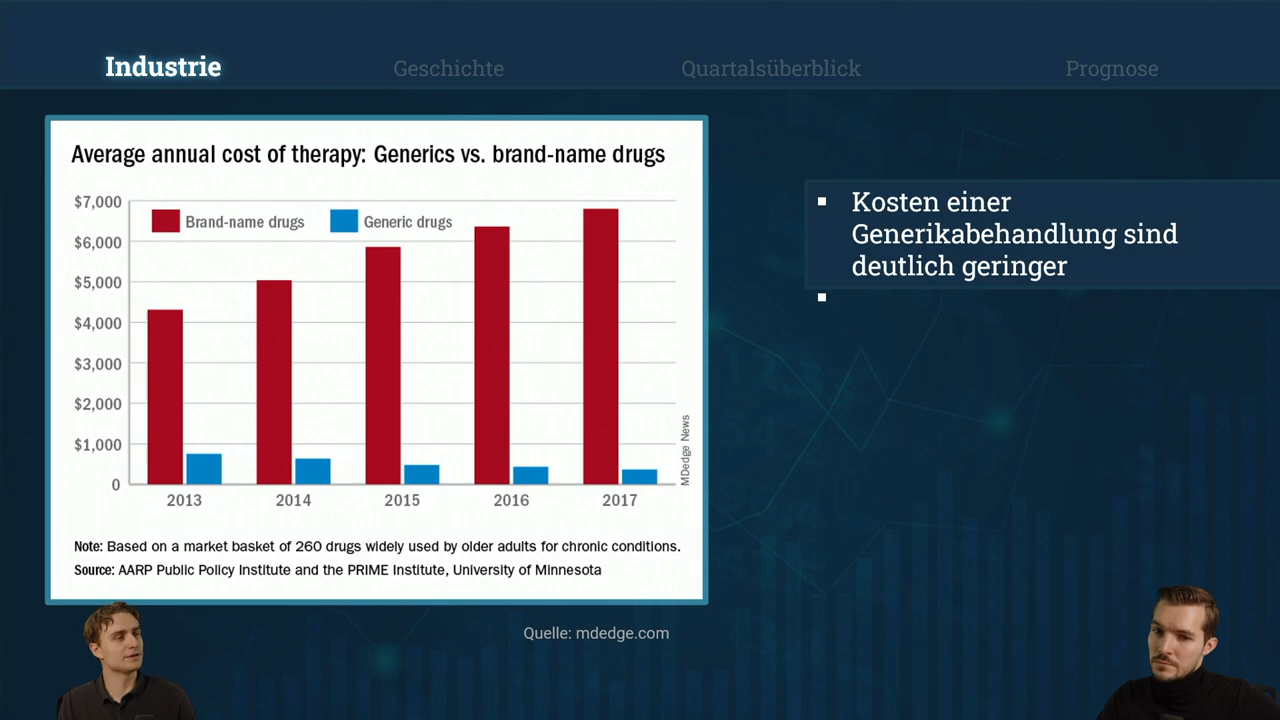 Industrie
Geschichte
Quartalsüberblick
Prognose
Average annual cost of therapy: Generics vs. brand-name drugs
$7,000
$6,000
$5,000
$4,000
$3,000
$2,000
$1,000
0
Brand-name drugs
Generic drugs
2013
2014
2015
2016
2017
MDedge News
Note: Based on a market basket of 260 drugs widely used by older adults for chronic conditions.
Source: AARP Public Policy Institute and the PRIME Institute, University of Minnesota
Quelle: mdedge.com
Kosten einer
Generikabehandlung sind
deutlich geringer